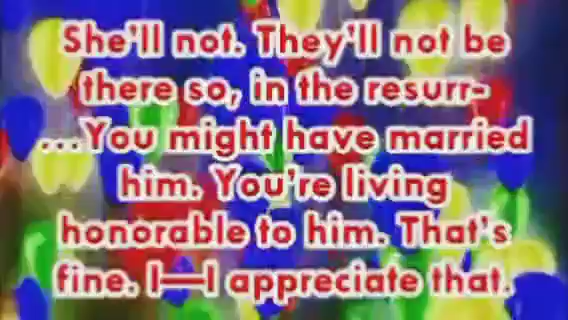 She'll not. They'll not be
there so, in the resurr-
...You might have married
him. You're living
honorable to him. That's
fine. I—I appreciate that.